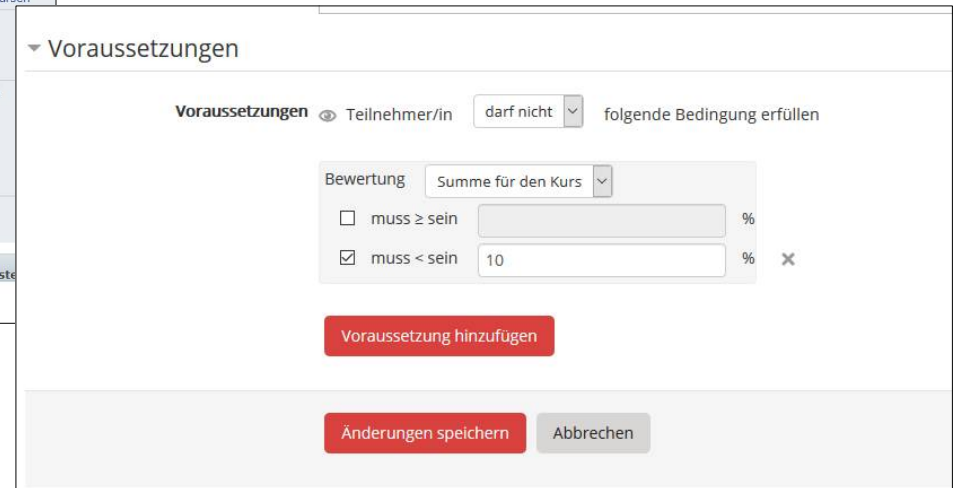 Voraussetzungen
Voraussetzungen Teilnehmer/in darf nicht folgende Bedingung erfüllen
Bewertung Summe für den Kurs
muss ≥ sein %
muss < sein 10 %
ste
Voraussetzung hinzufügen
Änderungen speichern Abbrechen